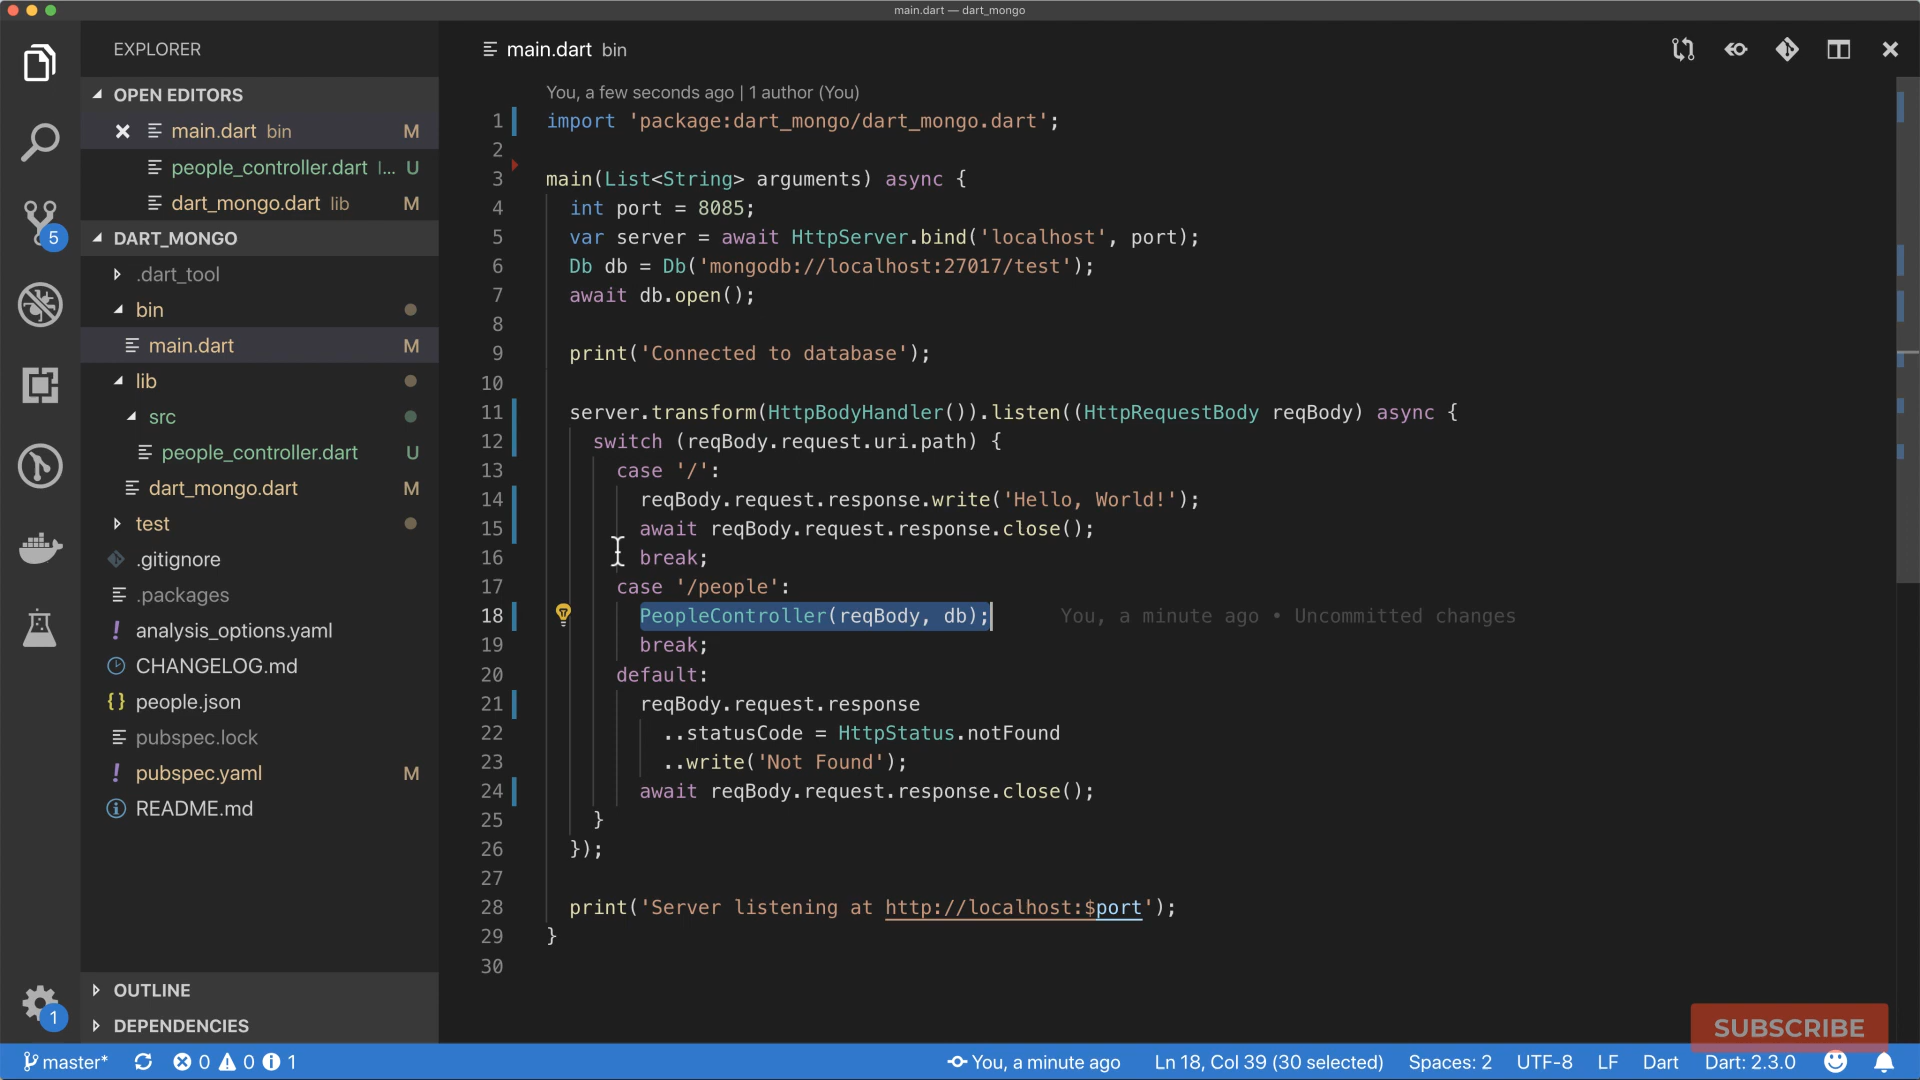 main.dart — dart_mongo
EXPLORER
OPEN EDITORS
main.dart bin M
people_controller.dart l... U
dart_mongo.dart lib M
DART_MONGO
.dart_tool
bin
main.dart M
lib
src
people_controller.dart U
dart_mongo.dart M
test
.gitignore
.packages
analysis_options.yaml
CHANGELOG.md
people.json
pubspec.lock
pubspec.yaml M
README.md
OUTLINE
DEPENDENCIES
5
1
main.dart bin
You, a few seconds ago | 1 author (You)
1 import 'package:dart_mongo/dart_mongo.dart';
2
3 main(List<String> arguments) async {
4 int port = 8085;
5 var server = await HttpServer.bind('localhost', port);
6 Db db = Db('mongodb://localhost:27017/test');
7 await db.open();
8
9 print('Connected to database');
10
11 server.transform(HttpBodyHandler()).listen((HttpRequestBody reqBody) async {
12 switch (reqBody.request.uri.path) {
13 case '/':
14 reqBody.request.response.write('Hello, World!');
15 await reqBody.request.response.close();
16 break;
17 case '/people':
18 PeopleController(reqBody, db); You, a minute ago • Uncommitted changes
19 break;
20 default:
21 reqBody.request.response
22 ..statusCode = HttpStatus.notFound
23 ..write('Not Found');
24 await reqBody.request.response.close();
25 }
26 });
27
28 print('Server listening at http://localhost:$port');
29 }
30
SUBSCRIBE
master* 0 0 1 You, a minute ago Ln 18, Col 39 (30 selected) Spaces: 2 UTF-8 LF Dart Dart: 2.3.0